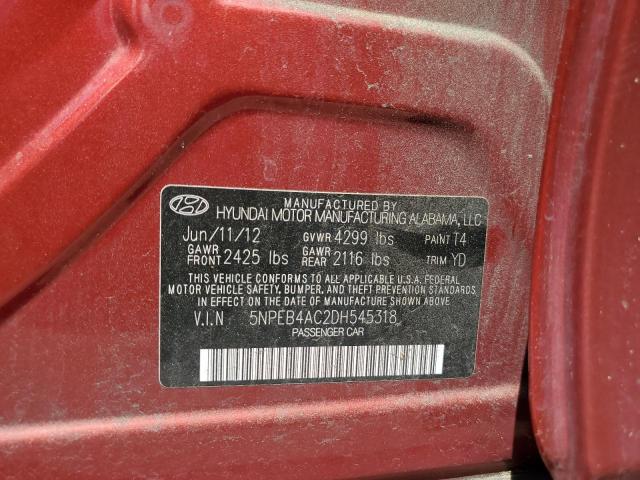 MANUFACTURED BY
HYUNDAI MOTOR MANUFACTURING ALABAMA, LLC
Jun/11/12 GVWR 4299 lbs PAINT T4
GAWR FRONT 2425 lbs GAWR REAR 2116 lbs TRIM YD
THIS VEHICLE CONFORMS TO ALL APPLICABLE U.S.A. FEDERAL
MOTOR VEHICLE SAFETY, BUMPER, AND THEFT PREVENTION STANDARDS
IN EFFECT ON THE DATE OF MANUFACTURE SHOWN ABOVE.
V.I.N 5NPEB4AC2DH545318
PASSENGER CAR